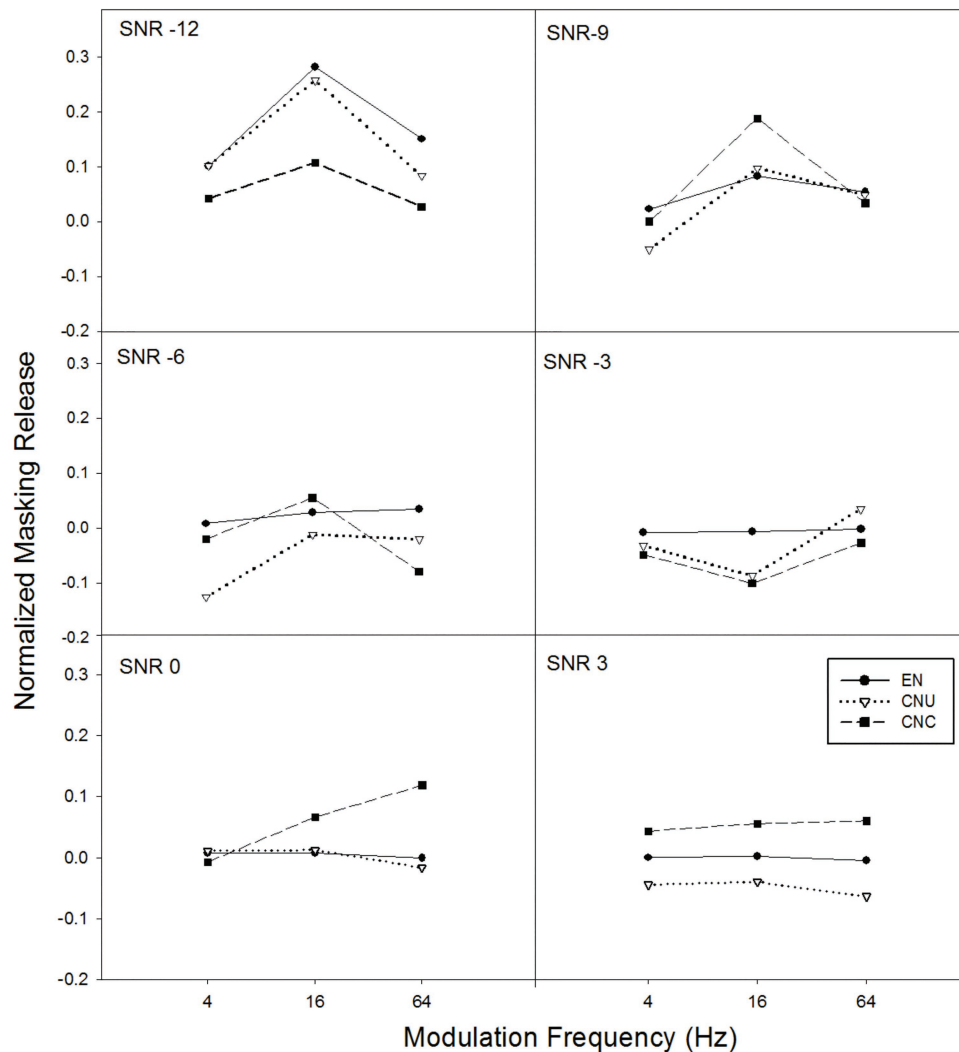 SNR -12
SNR-9
0.3
0.2
0.1
0.0
-0.1
-0.2
SNR -6
SNR -3
0.3
0.2
0.1
0.0
-0.1
-0.2
SNR 0
SNR 3
0.3
0.2
0.1
0.0
-0.1
-0.2
EN
CNU
CNC
Normalized Masking Release
4 16 64 4 16 64
Modulation Frequency (Hz)